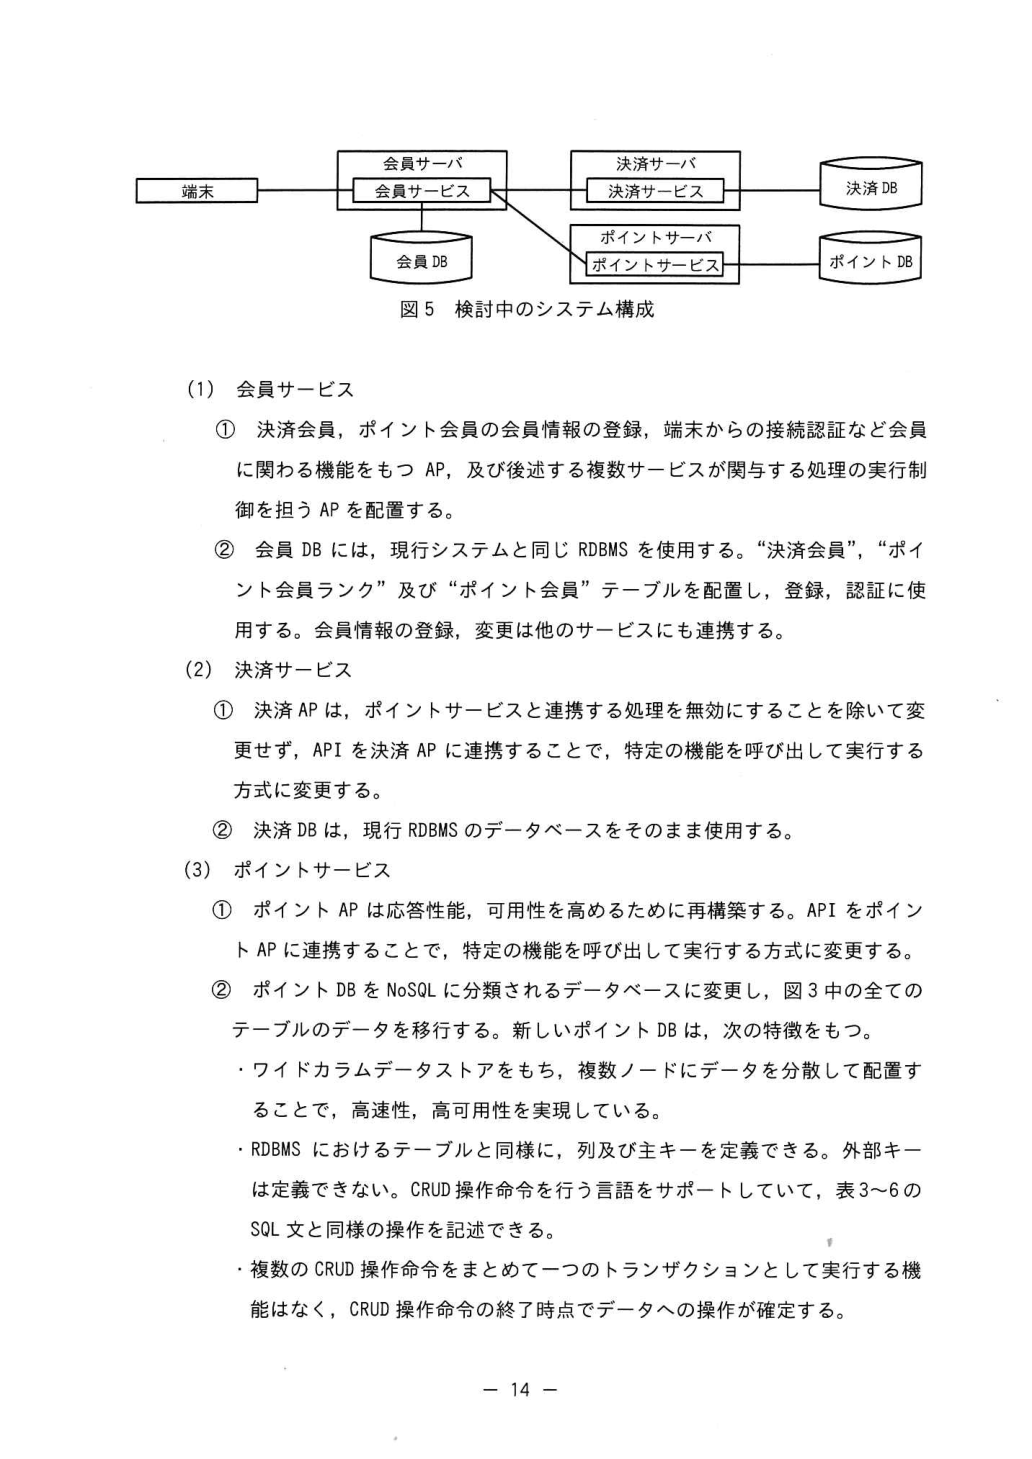 会員サーバ
決済サーバ
端末
会員サービス
決済サービス
決済 DB
ポイントサーバ
会員 DB
ポイントサービス
ポイント DB
図 5 検討中のシステム構成
(1) 会員サービス
① 決済会員，ポイント会員の会員情報の登録，端末からの接続認証など会員
に関わる機能をもつ AP，及び後述する複数サービスが関与する処理の実行制
御を担う AP を配置する。
② 会員 DB には，現行システムと同じ RDBMS を使用する。“決済会員”，“ポイ
ント会員ランク” 及び “ポイント会員” テーブルを配置し，登録，認証に使
用する。会員情報の登録，変更は他のサービスにも連携する。
(2) 決済サービス
① 決済 AP は，ポイントサービスと連携する処理を無効にすることを除いて変
更せず，API を決済 AP に連携することで，特定の機能を呼び出して実行する
方式に変更する。
② 決済 DB は，現行 RDBMS のデータベースをそのまま使用する。
(3) ポイントサービス
① ポイント AP は応答性能，可用性を高めるために再構築する。API をポイン
ト AP に連携することで，特定の機能を呼び出して実行する方式に変更する。
② ポイント DB を NoSQL に分類されるデータベースに変更し，図 3 中の全ての
テーブルのデータを移行する。新しいポイント DB は，次の特徴をもつ。
・ワイドカラムデータストアをもち，複数ノードにデータを分散して配置す
ることで，高速性，高可用性を実現している。
・RDBMS におけるテーブルと同様に，列及び主キーを定義できる。外部キー
は定義できない。CRUD 操作命令を行う言語をサポートしていて，表 3～6 の
SQL 文と同様の操作を記述できる。
・複数の CRUD 操作命令をまとめて一つのトランザクションとして実行する機
能はなく，CRUD 操作命令の終了時点でデータへの操作が確定する。
－ 14 －